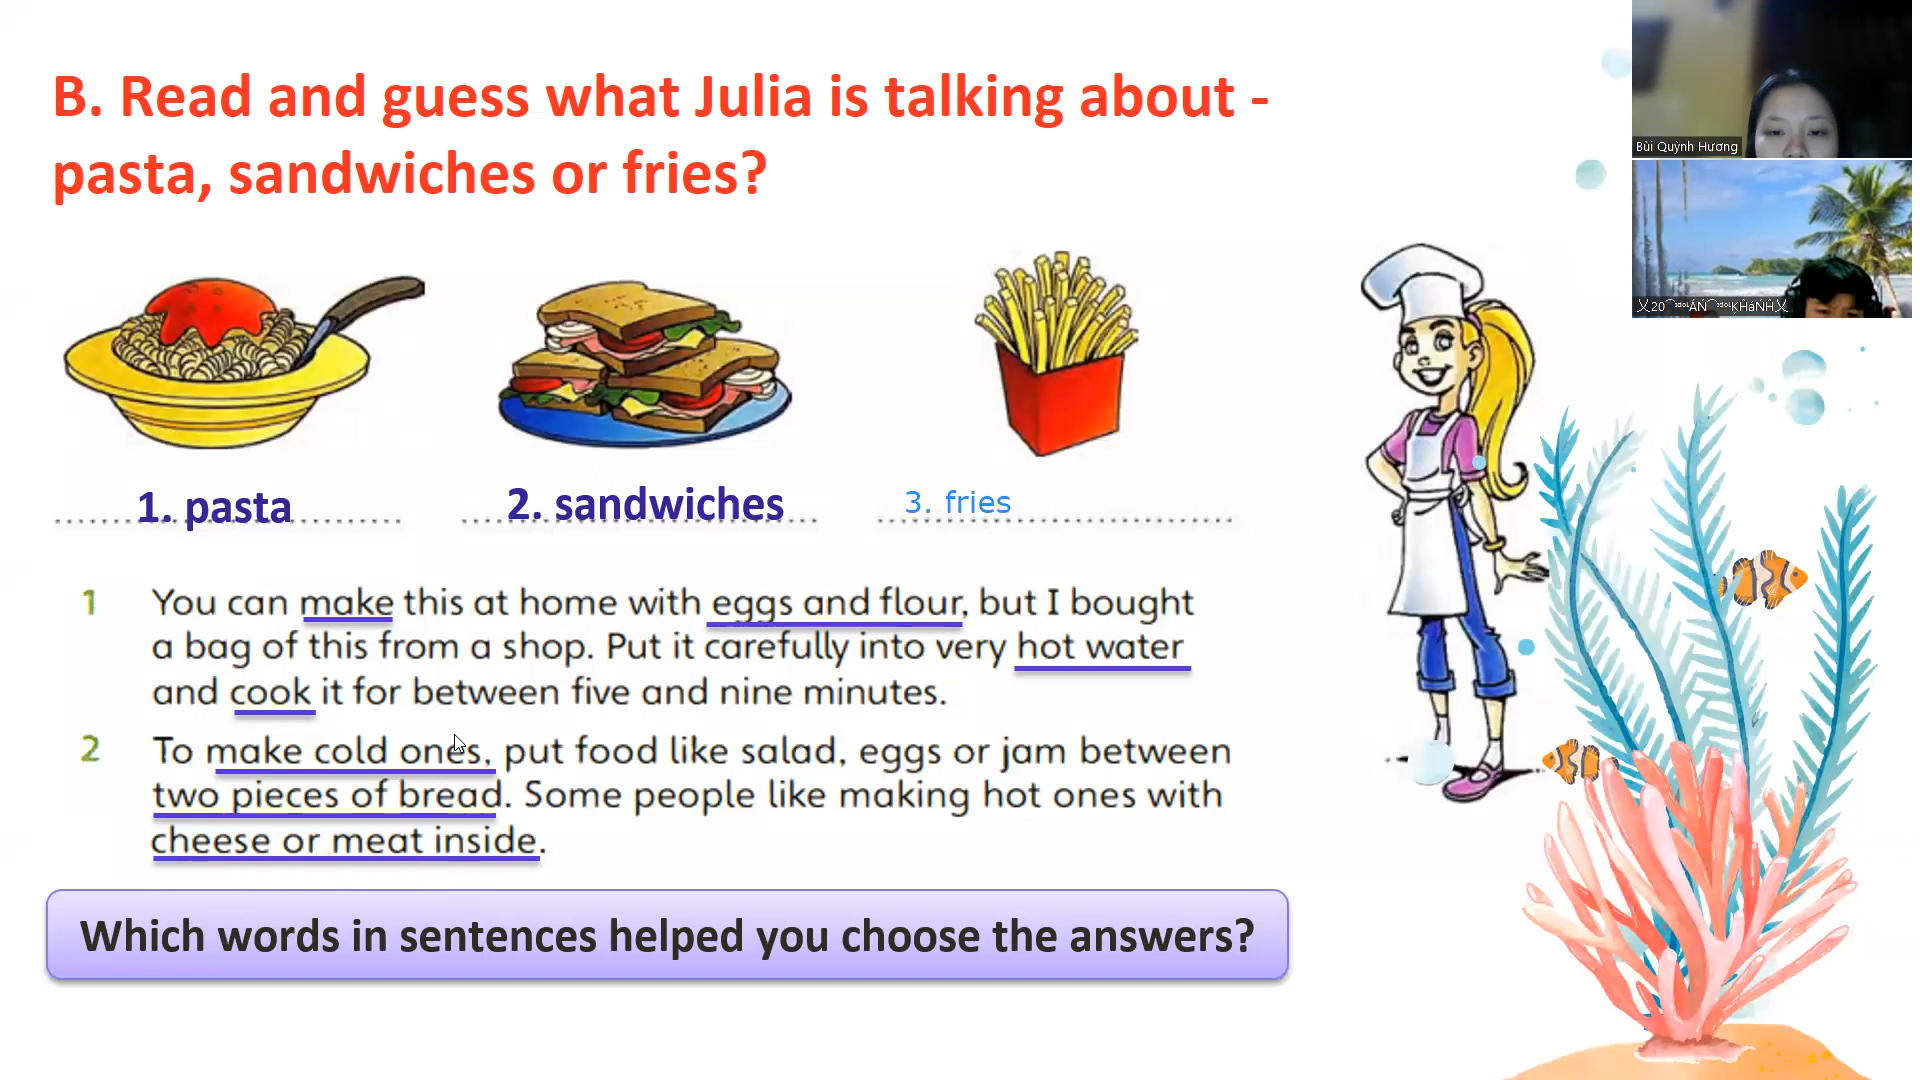 B. Read and guess what Julia is talking about -
pasta, sandwiches or fries?
1. pasta
2. sandwiches
3. fries
1 You can make this at home with eggs and flour, but I bought
a bag of this from a shop. Put it carefully into very hot water
and cook it for between five and nine minutes.
2 To make cold ones, put food like salad, eggs or jam between
two pieces of bread. Some people like making hot ones with
cheese or meat inside.
Which words in sentences helped you choose the answers?
Bùi Quỳnh Hương